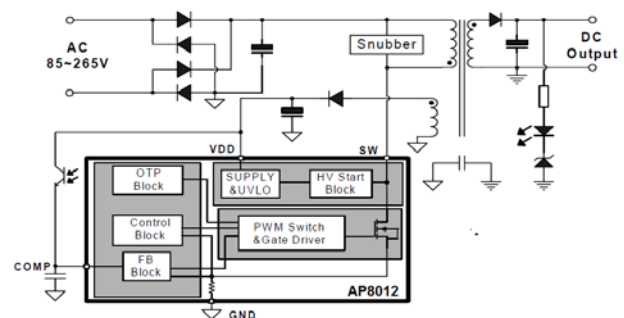 AC
85~265V
Snubber
DC
Output
VDD
SW
OTP
Block
SUPPLY
&UVLO
HV Start
Block
Control
Block
PWM Switch
&Gate Driver
FB
Block
COMP
AP8012
GND